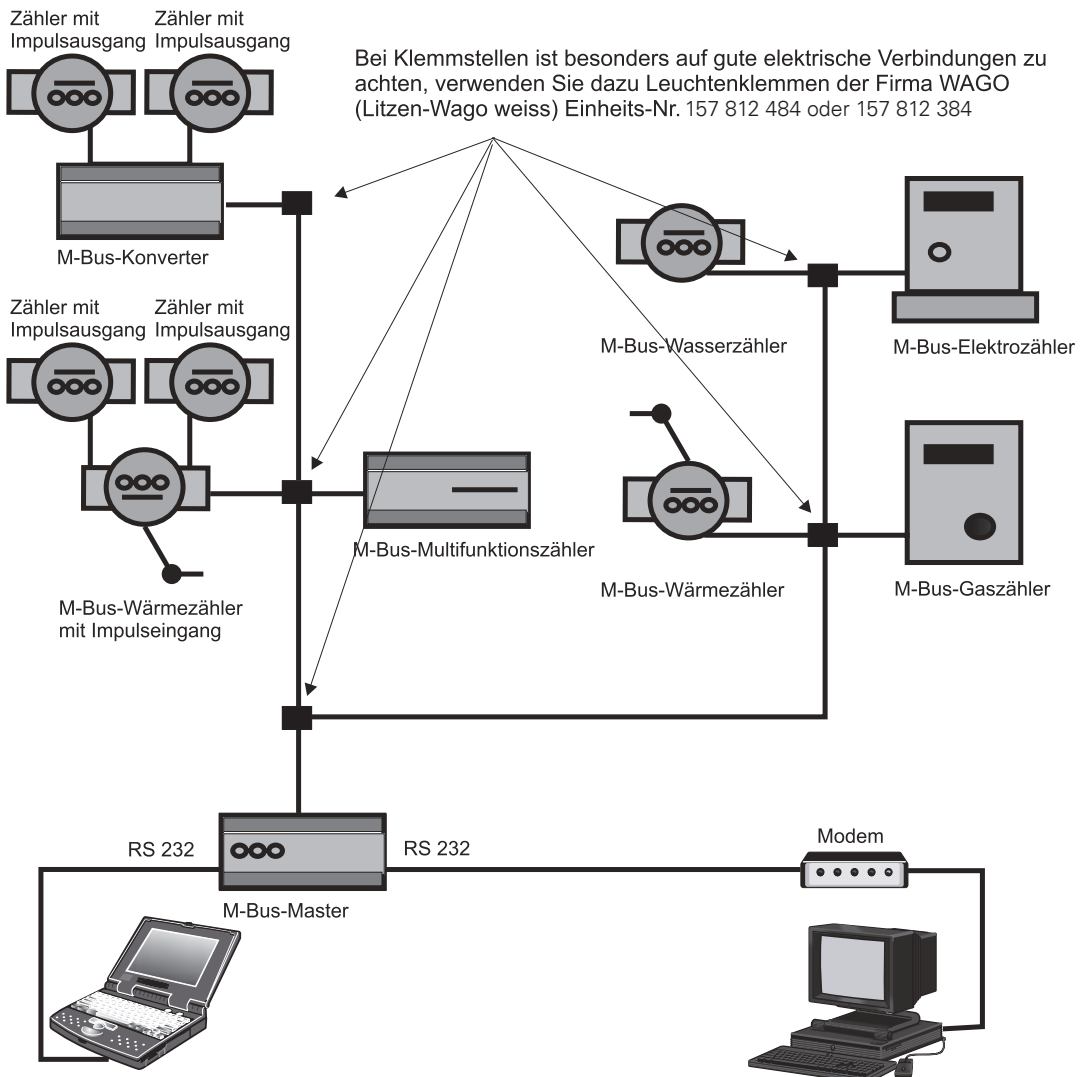 Zähler mit
Impulsausgang
Zähler mit
Impulsausgang
Bei Klemmstellen ist besonders auf gute elektrische Verbindungen zu
achten, verwenden Sie dazu Leuchtenklemmen der Firma WAGO
(Litzen-Wago weiss) Einheits-Nr. 157 812 484 oder 157 812 384
M-Bus-Konverter
Zähler mit
Impulsausgang
Zähler mit
Impulsausgang
M-Bus-Wasserzähler
M-Bus-Elektrozähler
M-Bus-Multifunktionszähler
M-Bus-Wärmezähler
mit Impulseingang
M-Bus-Wärmezähler
M-Bus-Gaszähler
RS 232
RS 232
Modem
M-Bus-Master